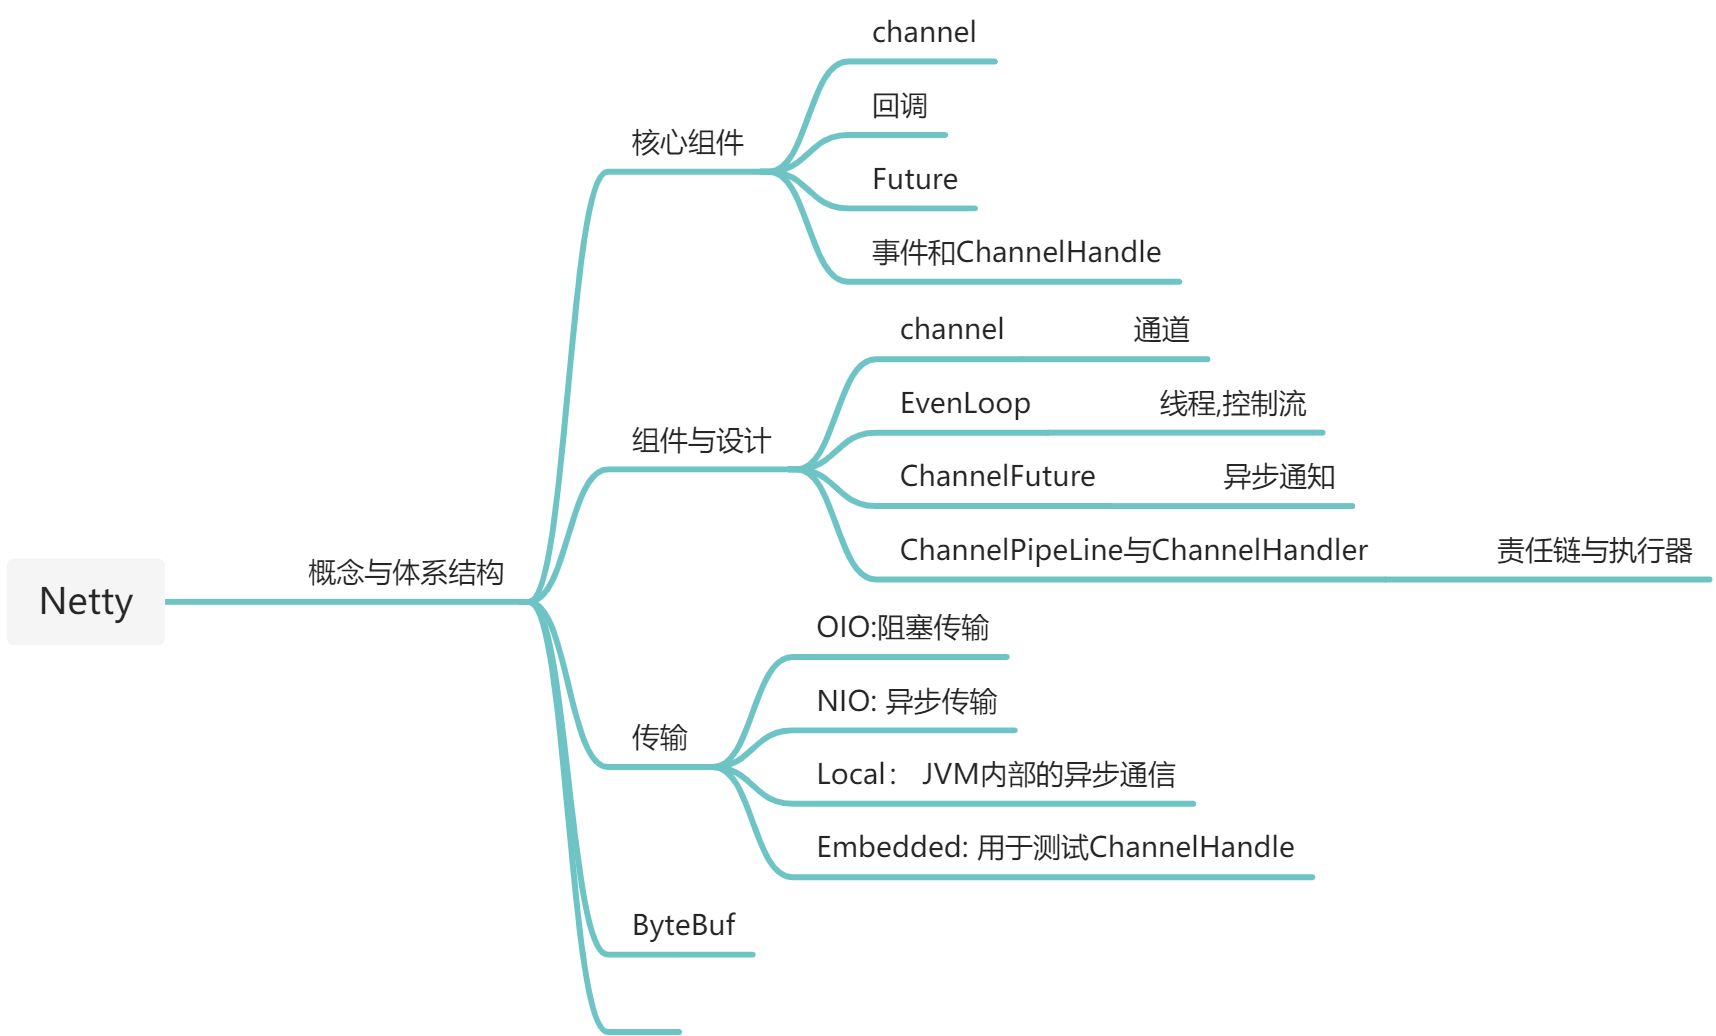 Netty
概念与体系结构
核心组件
channel
回调
Future
事件和ChannelHandle
组件与设计
channel 通道
EvenLoop 线程,控制流
ChannelFuture 异步通知
ChannelPipeLine与ChannelHandler 责任链与执行器
传输
OIO:阻塞传输
NIO: 异步传输
Local： JVM内部的异步通信
Embedded: 用于测试ChannelHandle
ByteBuf